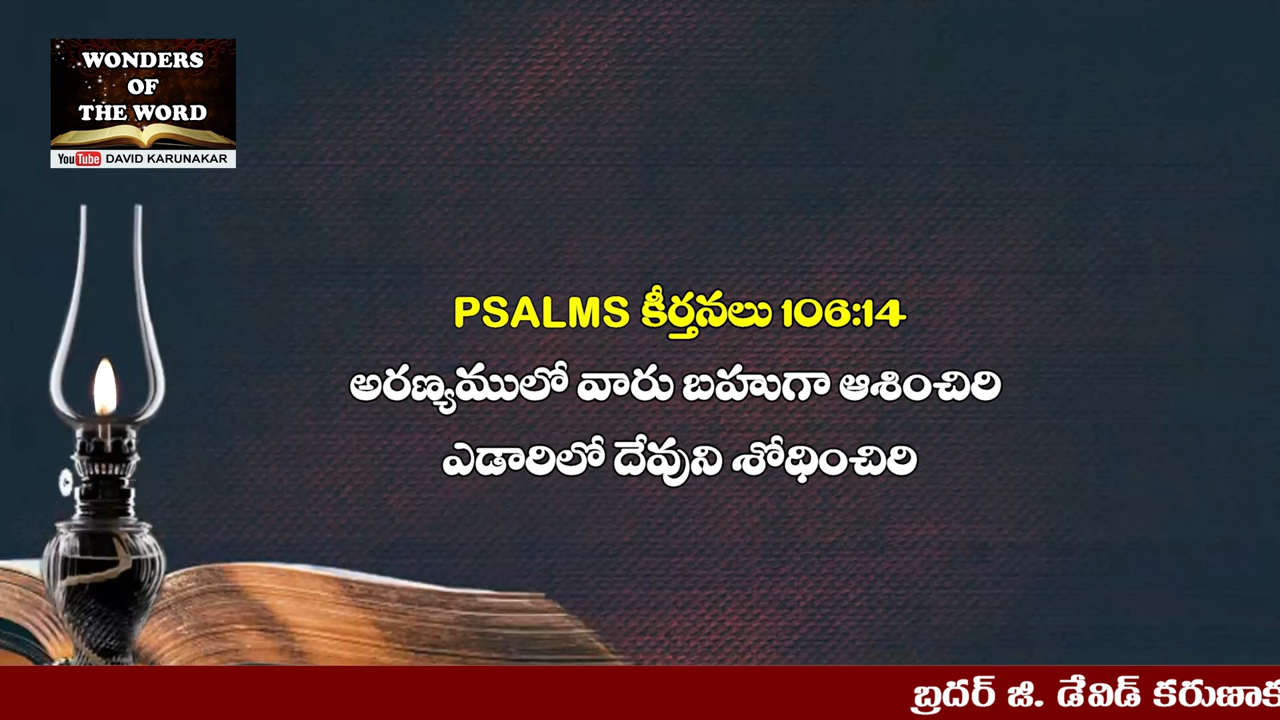 WONDERS
OF
THE WORD
YouTube DAVID KARUNAKAR
PSALMS కీర్తనలు 106:14
అరణ్యములో వారు బహుగా ఆశించిరి
ఎడారిలో దేవుని శోధించిరి
బ్రదర్ జి. డేవిడ్ కరుణాక